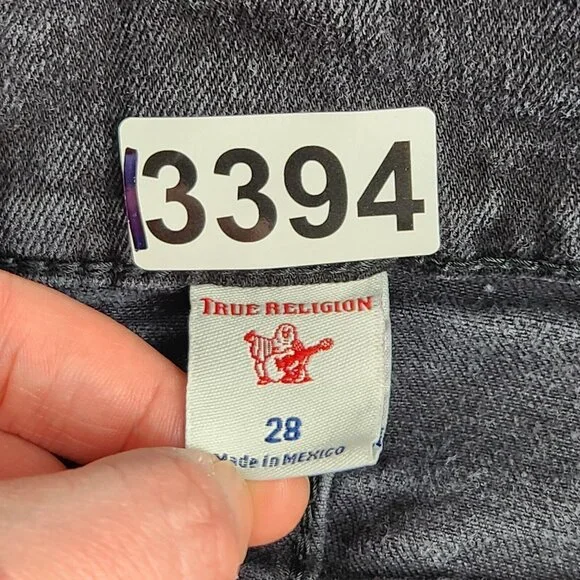 3394
TRUE RELIGION
28
Made in MEXICO